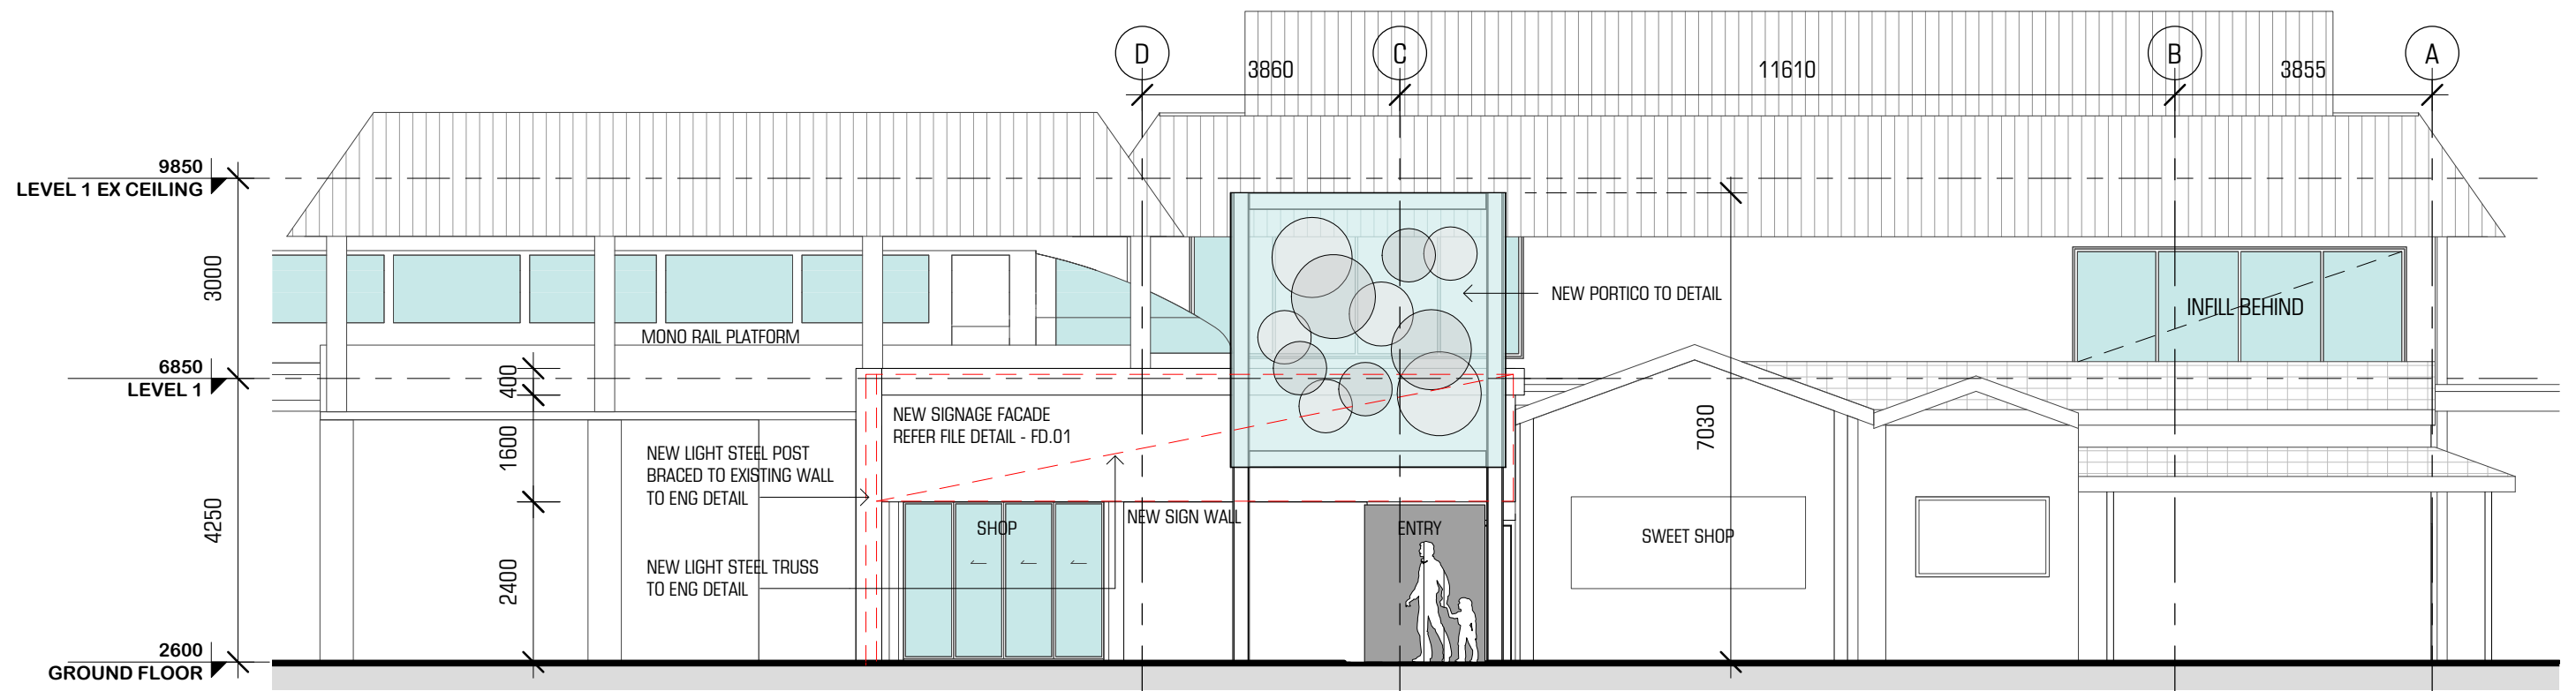 D
3860
C
11610
B
3855
A
9850
LEVEL 1 EX CEILING
3000
NEW PORTICO TO DETAIL
INFILL BEHIND
MONO RAIL PLATFORM
6850
LEVEL 1
400
NEW SIGNAGE FACADE
REFER FILE DETAIL - FD.01
7030
1600
NEW LIGHT STEEL POST
BRACED TO EXISTING WALL
TO ENG DETAIL
4250
SHOP
NEW SIGN WALL
ENTRY
SWEET SHOP
2400
NEW LIGHT STEEL TRUSS
TO ENG DETAIL
2600
GROUND FLOOR